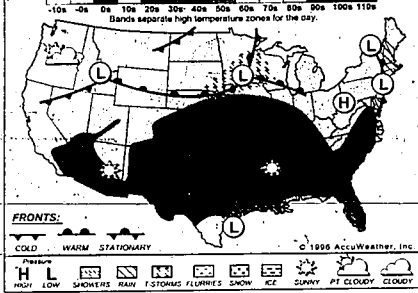 -10s -0s 0s 10s 20s 30s 40s 50s 60s 70s 80s 90s 100s 110s
Bands separate high temperature zones for the day.
L
L
L
L
H
L
FRONTS:
COLD WARM STATIONARY
© 1996 AccuWeather, Inc.
Pressure
H L
HIGH LOW SHOWERS RAIN T-STORMS FLURRIES SNOW ICE SUNNY PT CLOUDY CLOUDY